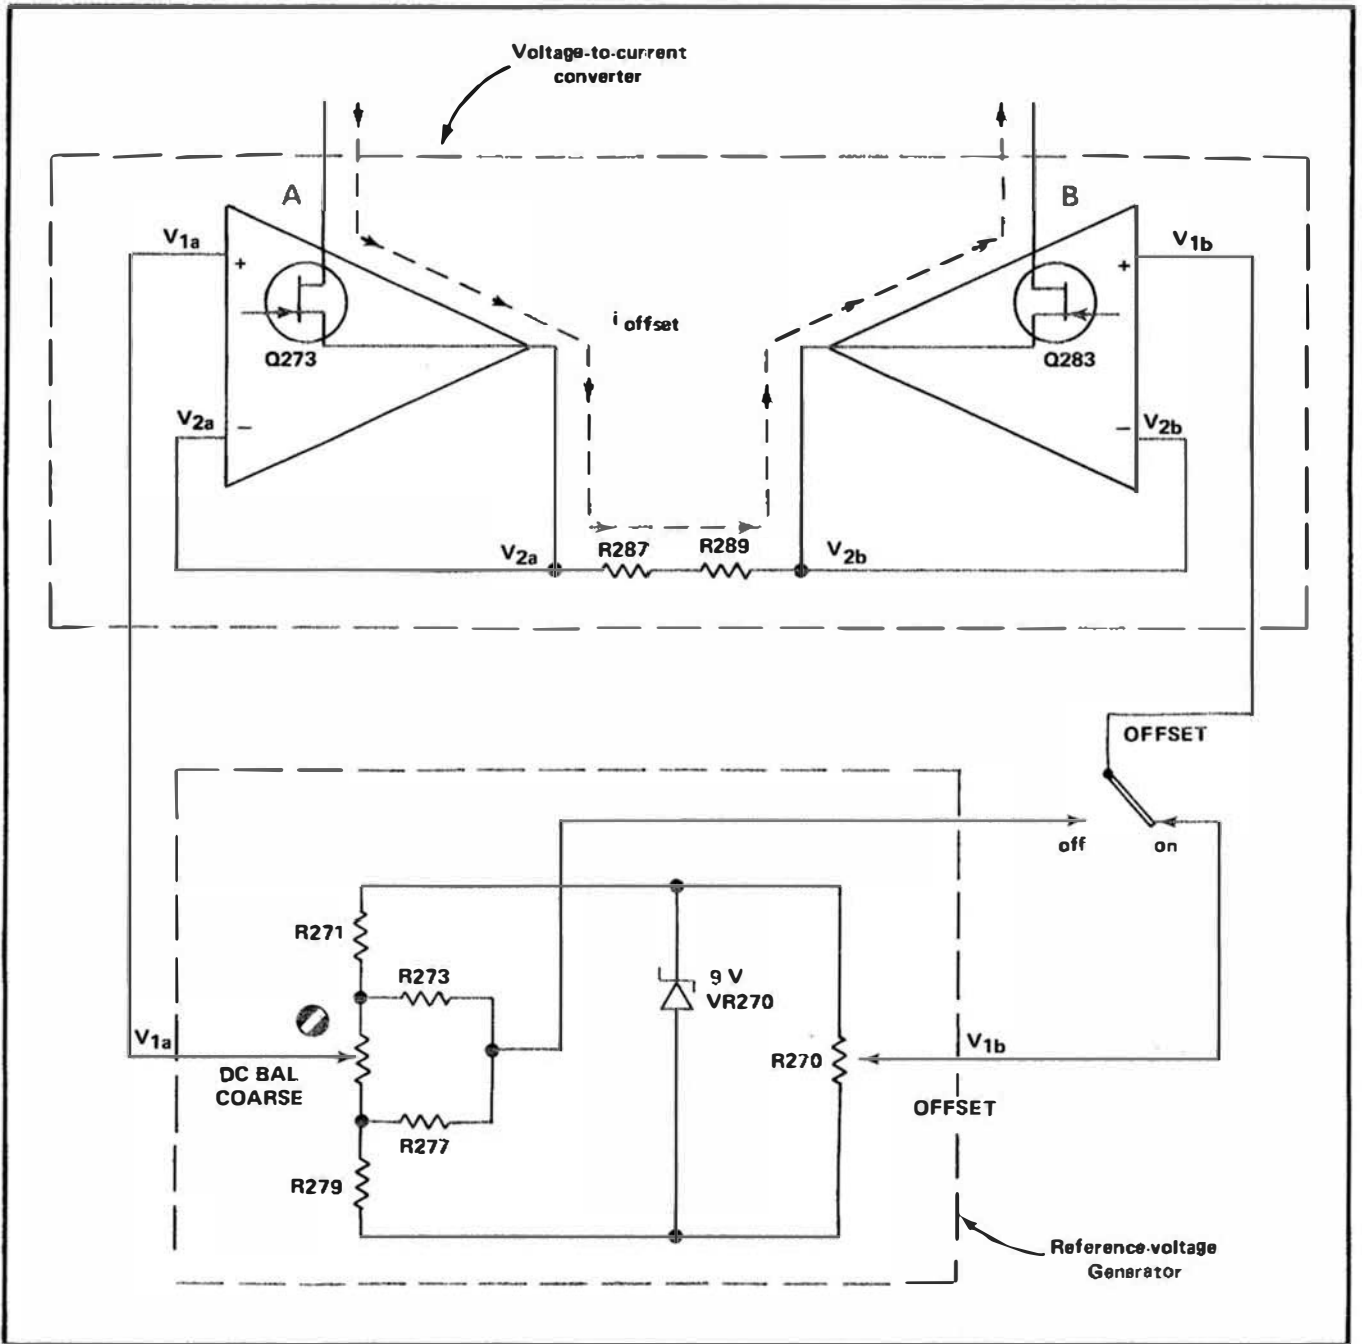 Voltage-to-current
converter
A
B
V1a
V1b
+
+
i offset
Q273
Q283
V2a
−
−
V2b
V2a
R287
R289
V2b
OFFSET
off
on
R271
R273
9 V
VR270
V1a
DC BAL
COARSE
R270
V1b
OFFSET
R277
R279
Reference-voltage
Generator